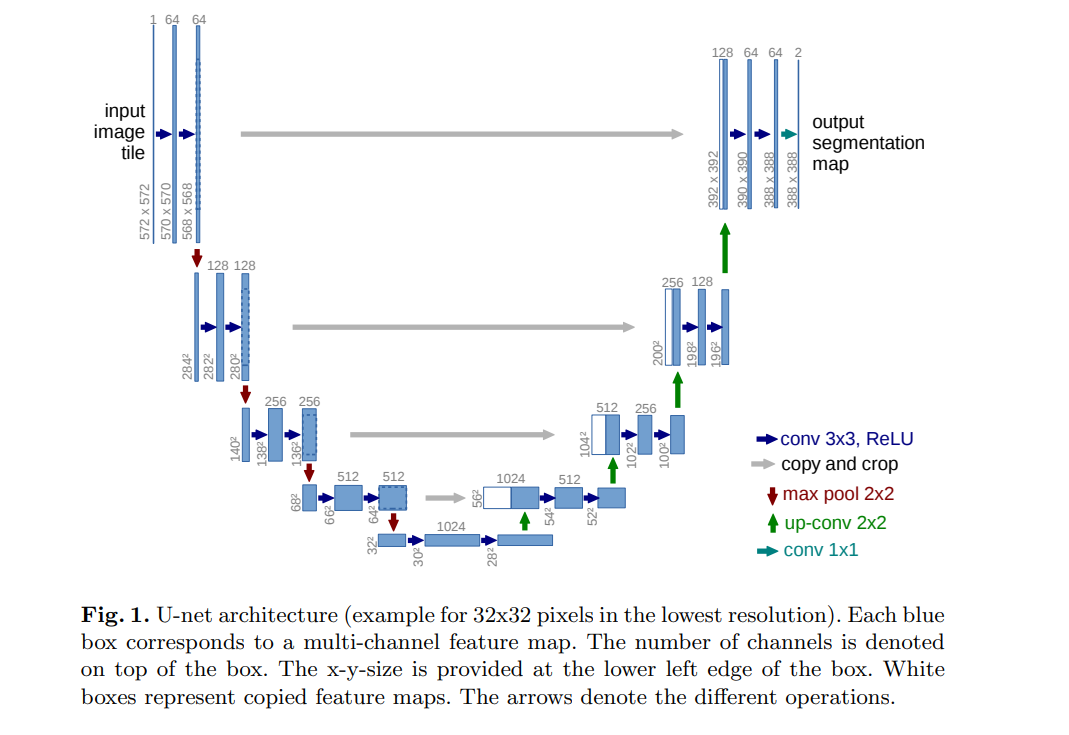 1 64 64
128 64 64 2
input
image
tile
output
segmentation
map
572 x 572
570 x 570
568 x 568
392 x 392
390 x 390
388 x 388
388 x 388
128 128
256 128
284²
282²
280²
200²
198²
196²
256 256
512 256
140²
138²
136²
104²
102²
100²
512 512
1024 512
68²
66²
64²
56²
54²
52²
1024
32²
30²
28²
conv 3x3, ReLU
copy and crop
max pool 2x2
up-conv 2x2
conv 1x1
Fig. 1. U-net architecture (example for 32x32 pixels in the lowest resolution). Each blue
box corresponds to a multi-channel feature map. The number of channels is denoted
on top of the box. The x-y-size is provided at the lower left edge of the box. White
boxes represent copied feature maps. The arrows denote the different operations.